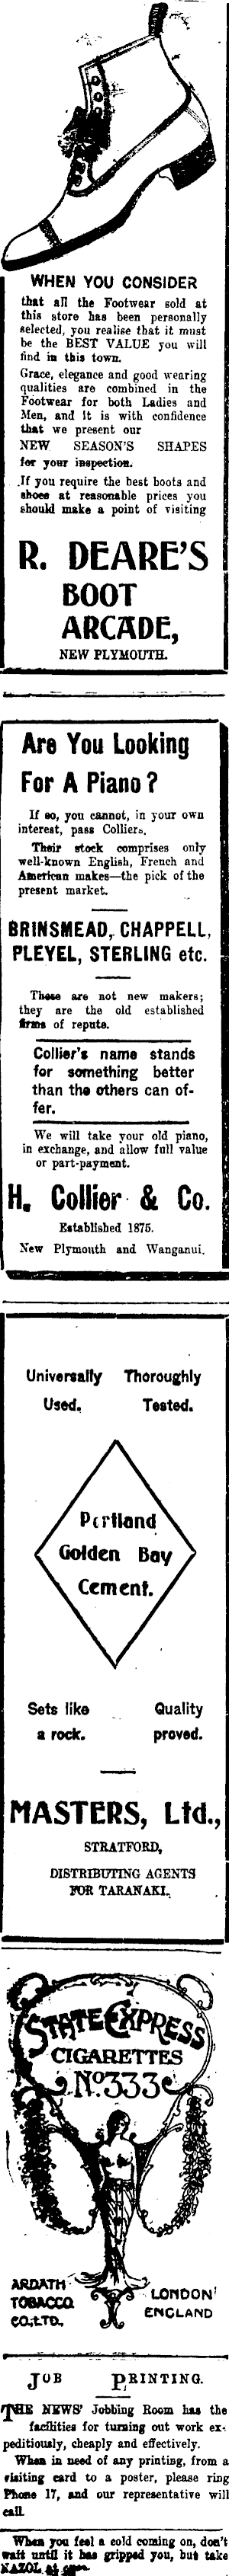 WHEN YOU CONSIDER
that all the Footwear sold at
this store has been personally
selected, you realise that it must
be the BEST VALUE you will
find in this town.
Grace, elegance and good wearing
qualities are combined in the
Footwear for both Ladies and
Men, and It is with confidence
that we present our
NEW SEASON'S SHAPES
for your inspection.
If you require the best boots and
shoes at reasonable prices you
should make a point of visiting
R. DEARE'S
BOOT
ARCADE,
NEW PLYMOUTH.
Are You Looking
For A Piano?
If so, you cannot, in your own
interest, pass Colliers.
Their stock comprises only
well-known English, French and
American makes—the pick of the
present market.
BRINSMEAD, CHAPPELL,
PLEYEL, STERLING etc.
These are not new makers;
they are the old established
firms of repute.
Collier's name stands
for something better
than the others can of-
fer.
We will take your old piano,
in exchange, and allow full value
or part-payment.
H. Collier & Co.
Established 1875.
New Plymouth and Wanganui.
Universally Thoroughly
Used. Tested.
Portland
Golden Bay
Cement.
Sets like Quality
a rock. proved.
MASTERS, Ltd.,
STRATFORD,
DISTRIBUTING AGENTS
FOR TARANAKI.
STATE EXPRESS
CIGARETTES
Nº333
ARDATH
TOBACCO
CO. LTD. LONDON
ENGLAND
JOB PRINTING.
THE NEWS' Jobbing Room has the
facilities for turning out work ex-
peditiously, cheaply and effectively.
When in need of any printing, from a
visiting card to a poster, please ring
Phone 17, and our representative will
call.
When you feel a cold coming on, don't
wait until it has gripped you, but take
NAZOL at once.